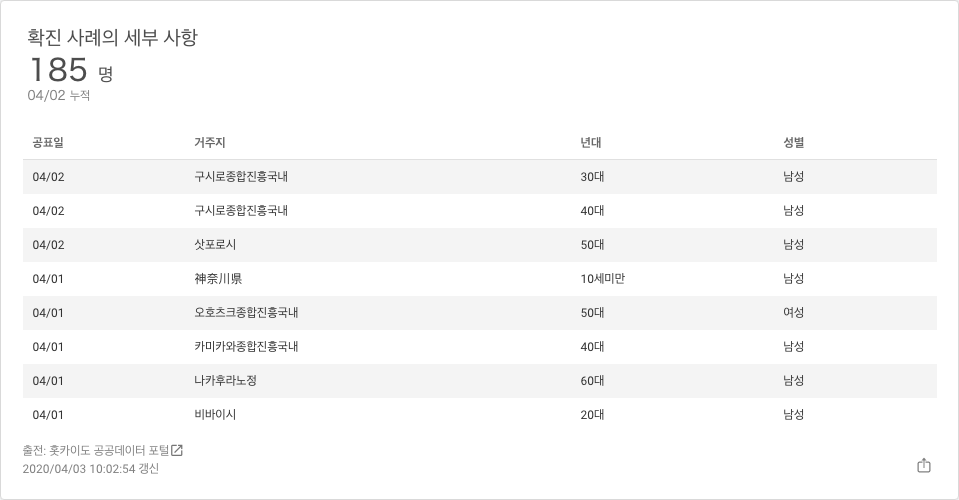 확진 사례의 세부 사항
185 명
04/02 누적
공표일 거주지 년대 성별
04/02 구시로종합진흥국내 30대 남성
04/02 구시로종합진흥국내 40대 남성
04/02 삿포로시 50대 남성
04/01 神奈川県 10세미만 남성
04/01 오호츠크종합진흥국내 50대 여성
04/01 카미카와종합진흥국내 40대 남성
04/01 나카후라노정 60대 남성
04/01 비바이시 20대 남성
출전: 홋카이도 공공데이터 포털
2020/04/03 10:02:54 갱신